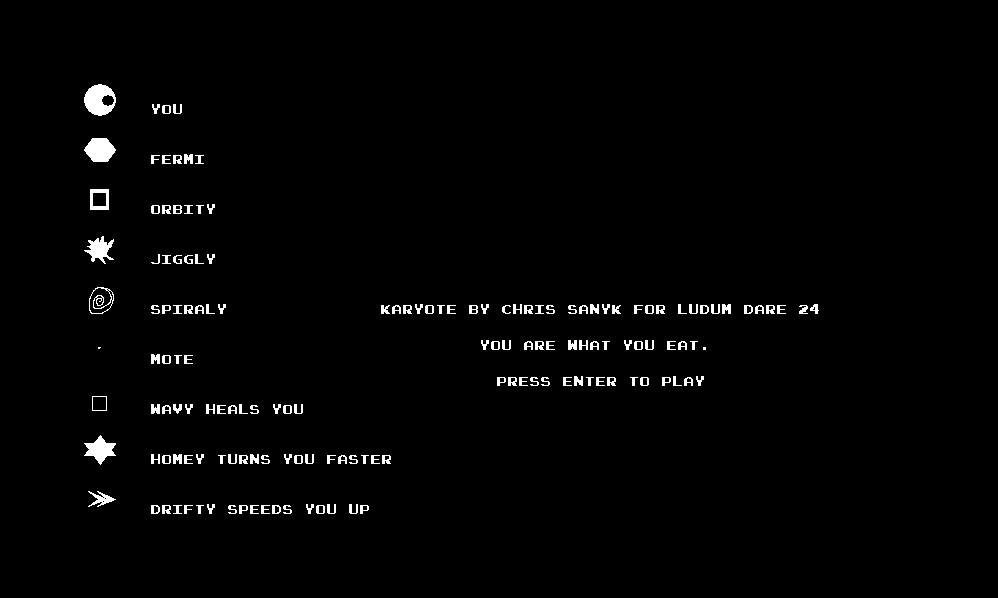 YOU
FERMI
ORBITY
JIGGLY
SPIRALY
MOTE
WAVY HEALS YOU
HOMEY TURNS YOU FASTER
DRIFTY SPEEDS YOU UP
KARYOTE BY CHRIS SANYK FOR LUDUM DARE 24
YOU ARE WHAT YOU EAT.
PRESS ENTER TO PLAY